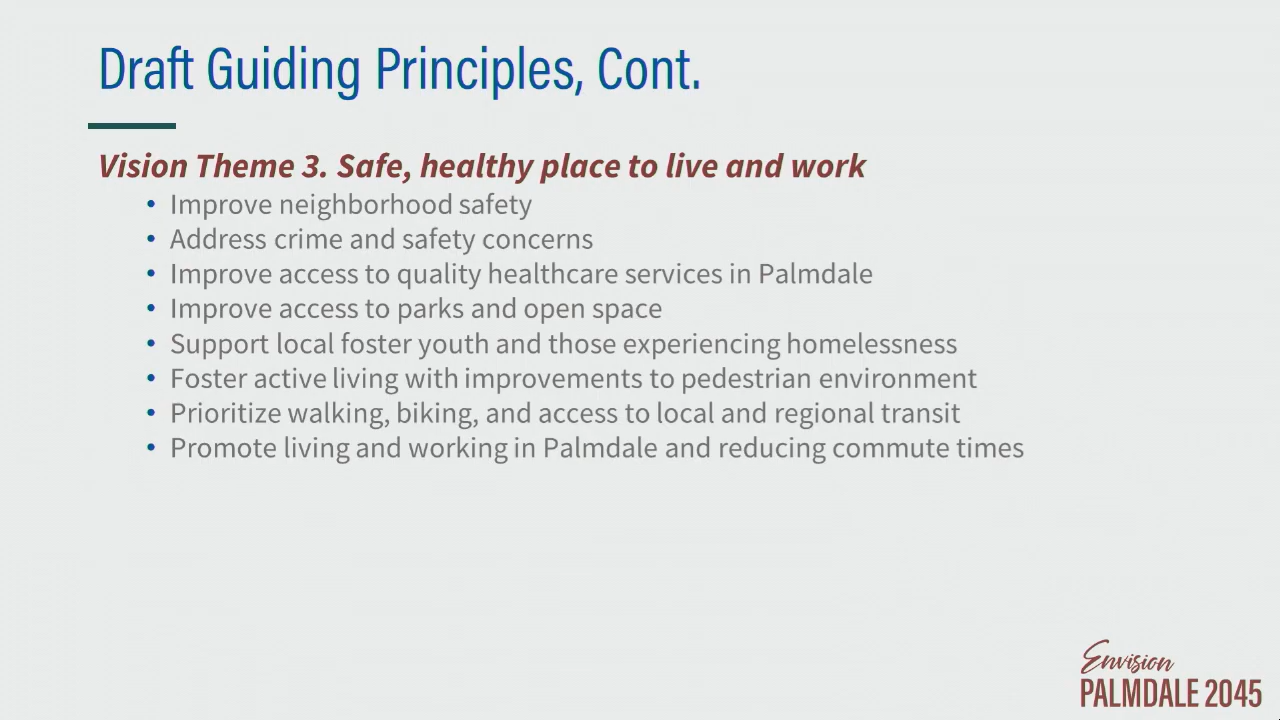 Draft Guiding Principles, Cont.
Vision Theme 3. Safe, healthy place to live and work
• Improve neighborhood safety
• Address crime and safety concerns
• Improve access to quality healthcare services in Palmdale
• Improve access to parks and open space
• Support local foster youth and those experiencing homelessness
• Foster active living with improvements to pedestrian environment
• Prioritize walking, biking, and access to local and regional transit
• Promote living and working in Palmdale and reducing commute times
Envision
PALMDALE 2045